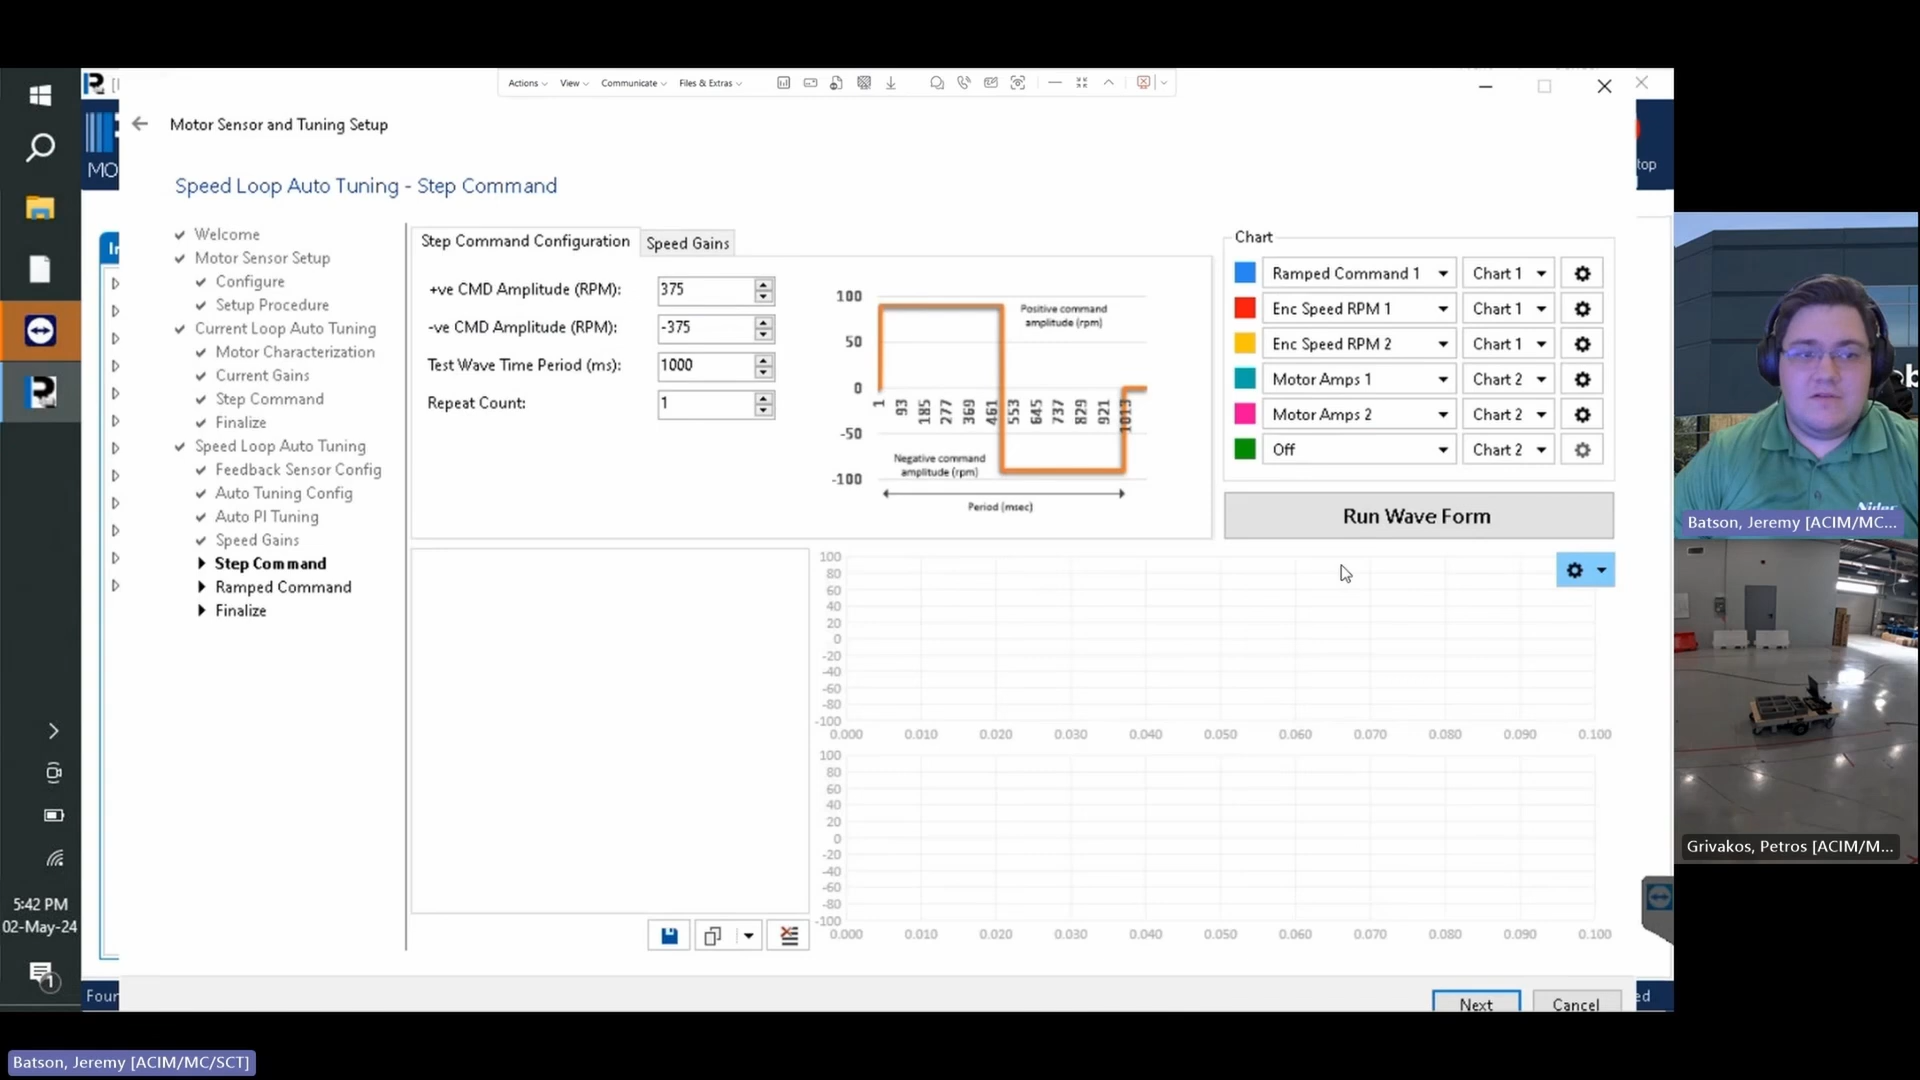 Actions View Communicate Files & Extras
Motor Sensor and Tuning Setup
MO
top
Speed Loop Auto Tuning - Step Command
Welcome
Motor Sensor Setup
Configure
Setup Procedure
Current Loop Auto Tuning
Motor Characterization
Current Gains
Step Command
Finalize
Speed Loop Auto Tuning
Feedback Sensor Config
Auto Tuning Config
Auto PI Tuning
Speed Gains
Step Command
Ramped Command
Finalize
Step Command Configuration Speed Gains
+ve CMD Amplitude (RPM): 375
-ve CMD Amplitude (RPM): -375
Test Wave Time Period (ms): 1000
Repeat Count: 1
100
50
0
-50
-100
1 93 185 277 369 461 553 645 737 829 921 1013
Positive command
amplitude (rpm)
Negative command
amplitude (rpm)
Period (msec)
Chart
Ramped Command 1 Chart 1
Enc Speed RPM 1 Chart 1
Enc Speed RPM 2 Chart 1
Motor Amps 1 Chart 2
Motor Amps 2 Chart 2
Off Chart 2
Run Wave Form
100
80
60
40
20
0
-20
-40
-60
-80
-100
0.000 0.010 0.020 0.030 0.040 0.050 0.060 0.070 0.080 0.090 0.100
100
80
60
40
20
0
-20
-40
-60
-80
-100
0.000 0.010 0.020 0.030 0.040 0.050 0.060 0.070 0.080 0.090 0.100
Next Cancel
Four
ed
5:42 PM
02-May-24
1
Batson, Jeremy [ACIM/MC...
Grivakos, Petros [ACIM/M...
Batson, Jeremy [ACIM/MC/SCT]